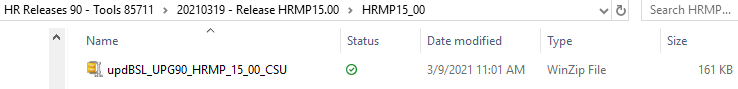 HR Releases 90 - Tools 85711 > 20210319 - Release HRMP15.00 > HRMP15_00 Search HRMP...
Name Status Date modified Type Size
updBSL_UPG90_HRMP_15_00_CSU 3/9/2021 11:01 AM WinZip File 161 KB